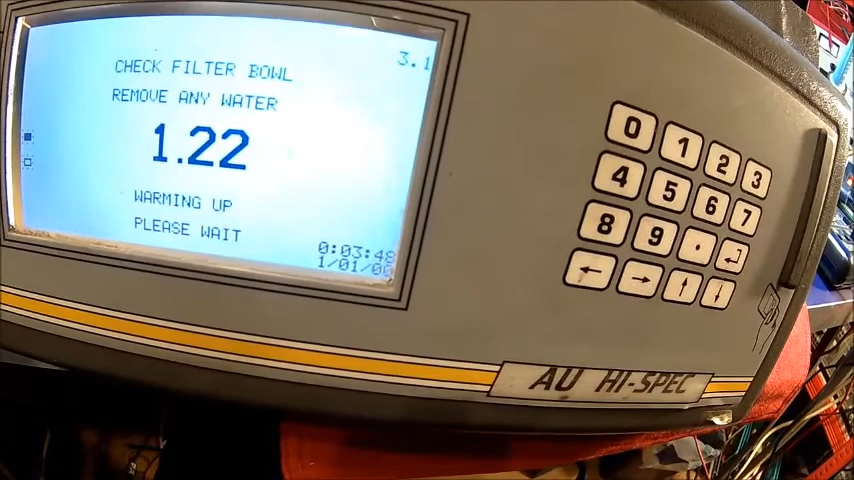 3.1
CHECK FILTER BOWL
REMOVE ANY WATER
1.22
WARMING UP
PLEASE WAIT
0:03:48
1/01/00
0 1 2 3
4 5 6 7
8 9 . ↵
← → ↑ ↓
AU HI-SPEC